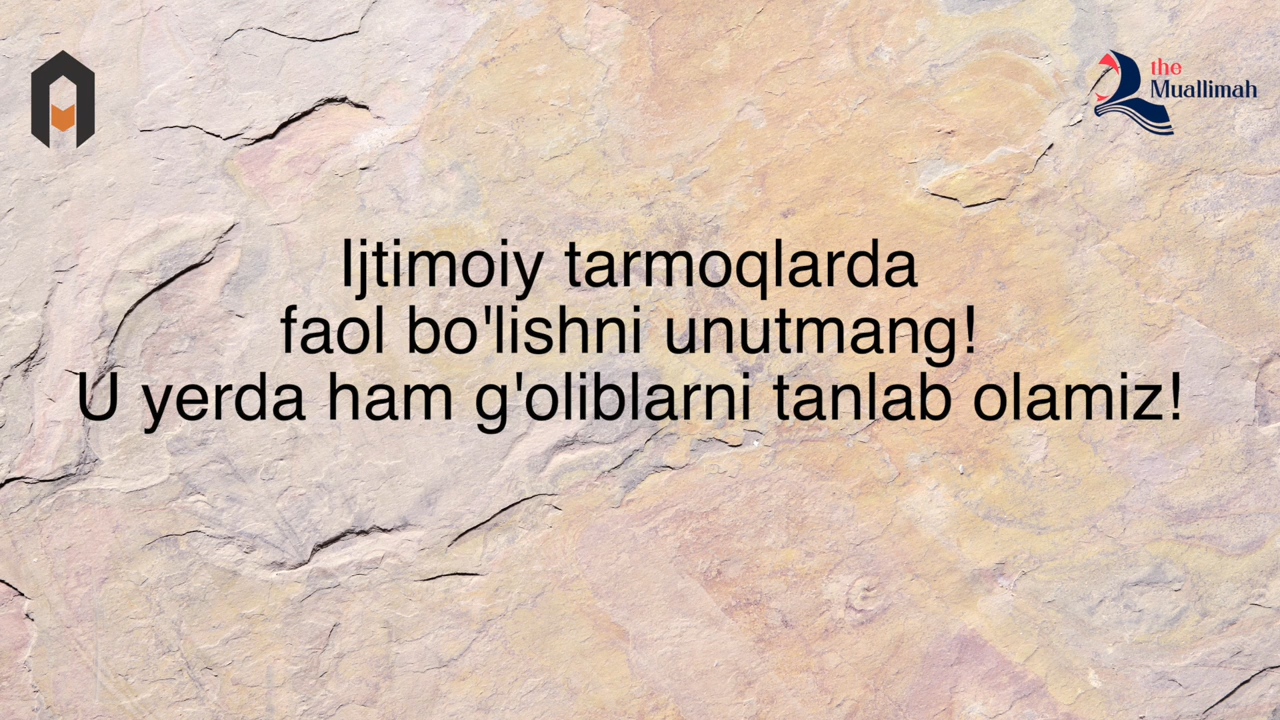 the
Muallimah
Ijtimoiy tarmoqlarda
faol bo'lishni unutmang!
U yerda ham g'oliblarni tanlab olamiz!